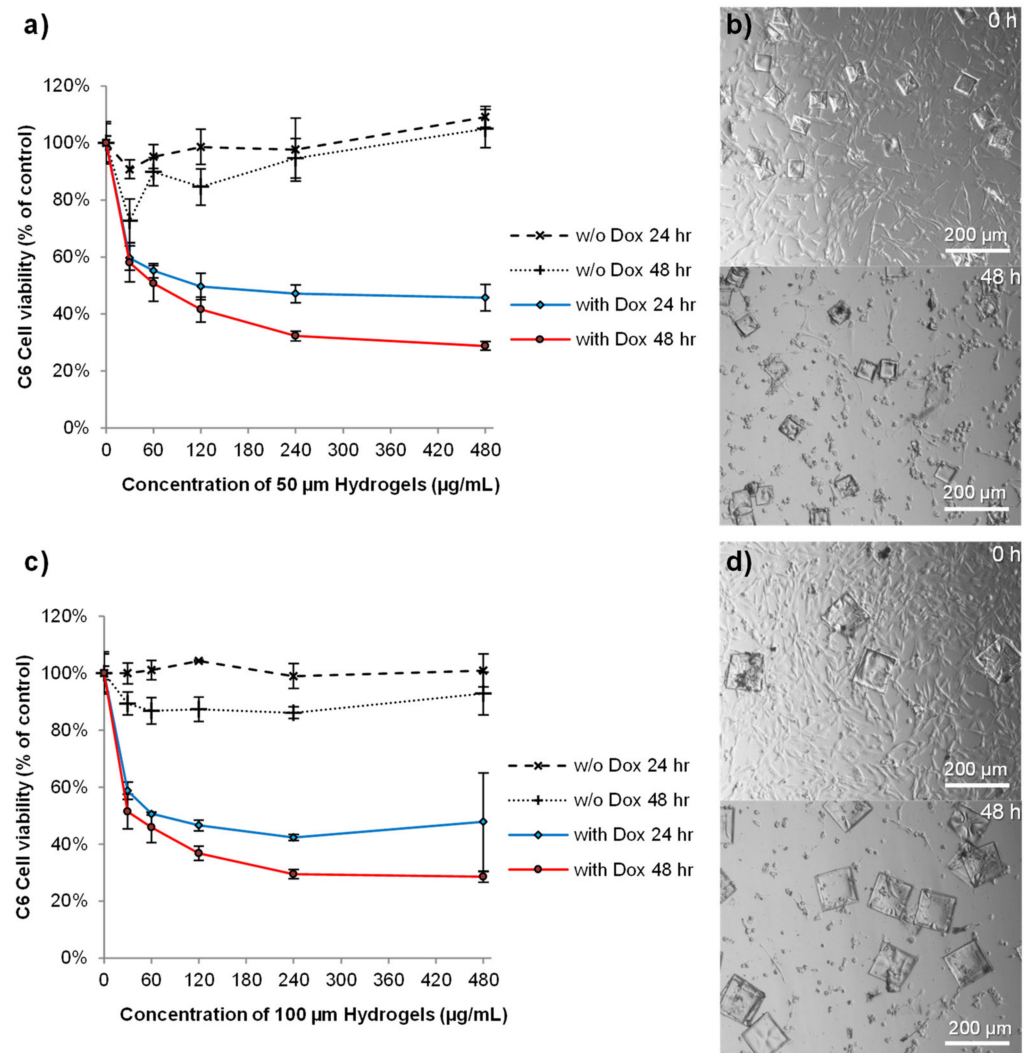 a)
120%
100%
80%
60%
40%
20%
0%
C6 Cell viability (% of control)
0 60 120 180 240 300 360 420 480
Concentration of 50 µm Hydrogels (µg/mL)
w/o Dox 24 hr
w/o Dox 48 hr
with Dox 24 hr
with Dox 48 hr
b)
0 h
200 µm
48 h
200 µm
c)
120%
100%
80%
60%
40%
20%
0%
C6 Cell viability (% of control)
0 60 120 180 240 300 360 420 480
Concentration of 100 µm Hydrogels (µg/mL)
w/o Dox 24 hr
w/o Dox 48 hr
with Dox 24 hr
with Dox 48 hr
d)
0 h
200 µm
48 h
200 µm